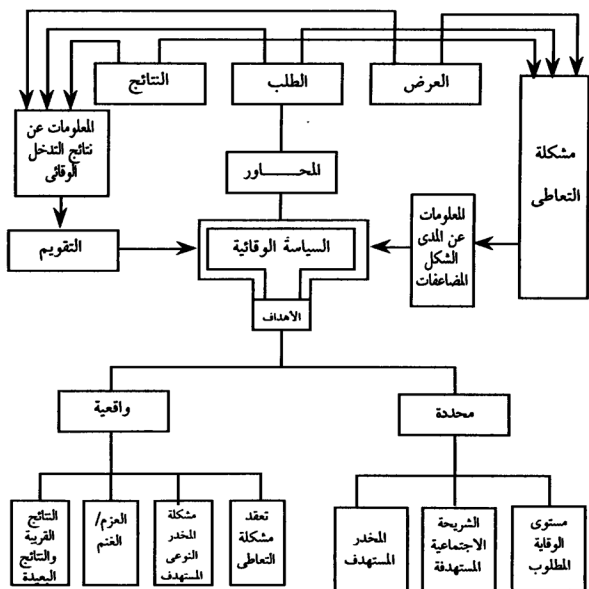 العرض
الطلب
النتائج
مشكلة
التعاطى
المعلومات عن
نتائج التدخل
الوقائى
المحـــــاور
المعلومات
عن المدى
الشكل
المضاعفات
السياسة الوقائية
التقويم
الأهداف
محددة
واقعية
مستوى
الوقاية
المطلوب
الشريحة
الاجتماعية
المستهدفة
المخدر
المستهدف
تعقد
مشكلة
التعاطى
مشكلة
المخدر
النوعى
المستهدف
العزم/
الغنم
النتائج
القريبة
والنتائج
البعيدة